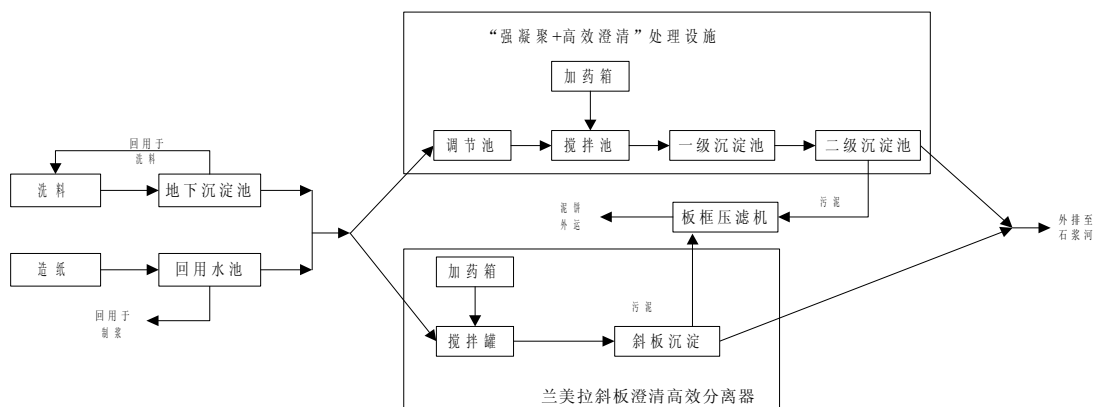 “强凝聚+高效澄清”处理设施
加药箱
回用于
洗料
调节池
搅拌池
一级沉淀池
二级沉淀池
洗料
地下沉淀池
泥饼
外运
板框压滤机
污泥
外排至
石浆河
造纸
回用水池
加药箱
回用于
制浆
污泥
搅拌罐
斜板沉淀
兰美拉斜板澄清高效分离器